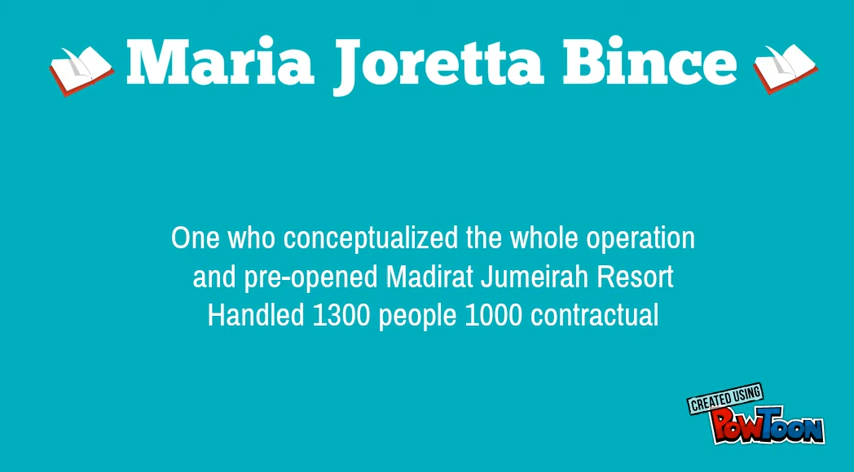 Maria Joretta Bince
One who conceptualized the whole operation
and pre-opened Madirat Jumeirah Resort
Handled 1300 people 1000 contractual
CREATED USING
POWTOON